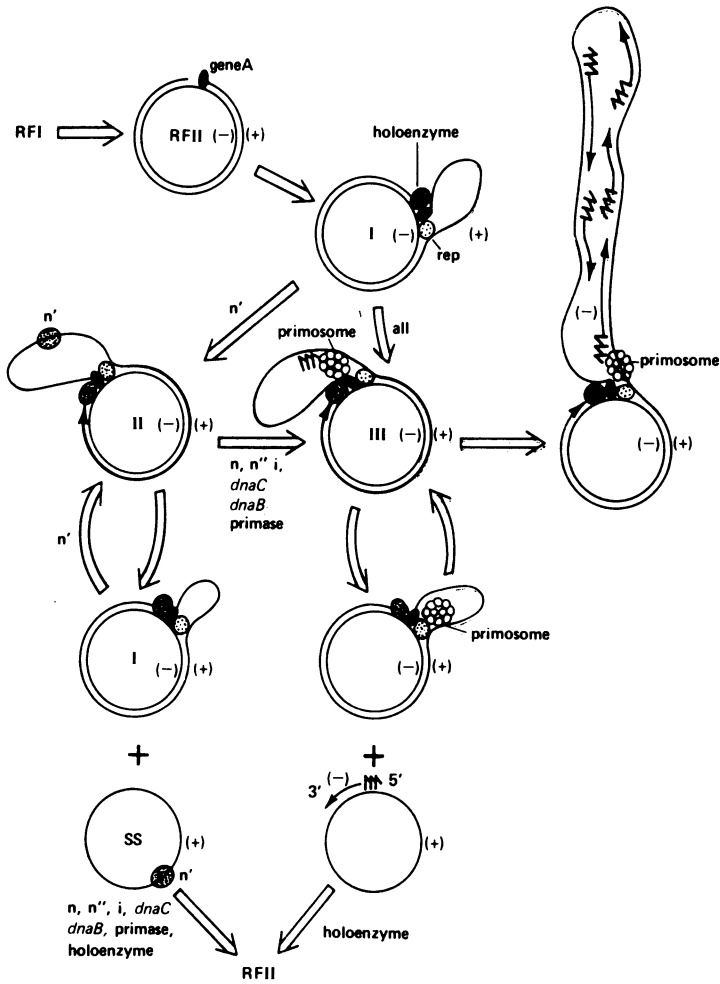 geneA
RFI
RFII (−) (+)
holoenzyme
I (−) (+)
rep
n′
all
n′
primosome
(−)
primosome
II (−) (+)
III (−) (+)
(−) (+)
n, n″ i,
dnaC
dnaB
primase
n′
I (−) (+)
(−) (+)
primosome
+
+
3′ (−) 5′
SS (+)
(+)
n′
n, n″, i, dnaC
dnaB, primase,
holoenzyme
holoenzyme
RFII